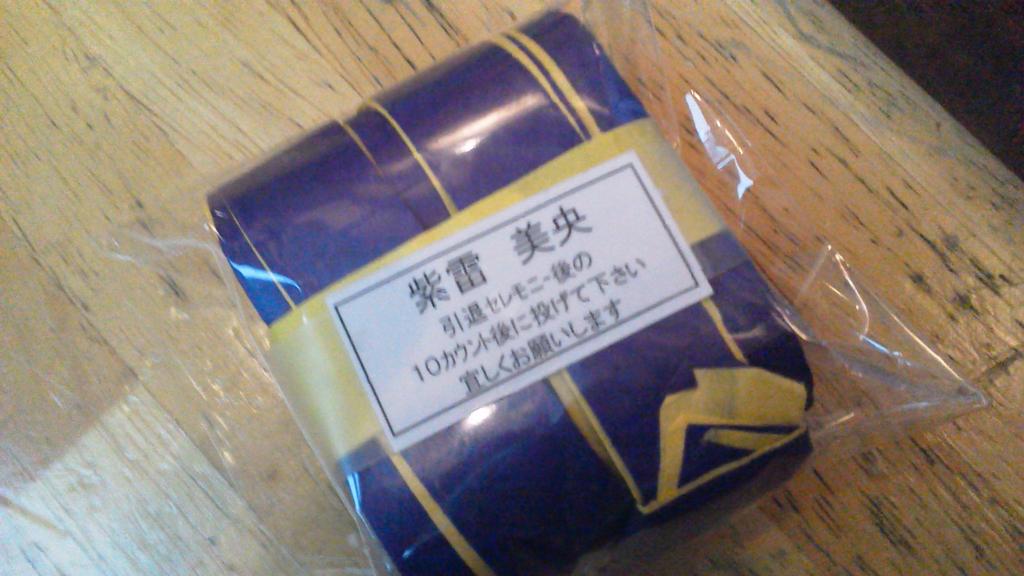 紫雷 美央
引退セレモニー後の
10カウント後に投げて下さい
宜しくお願いします